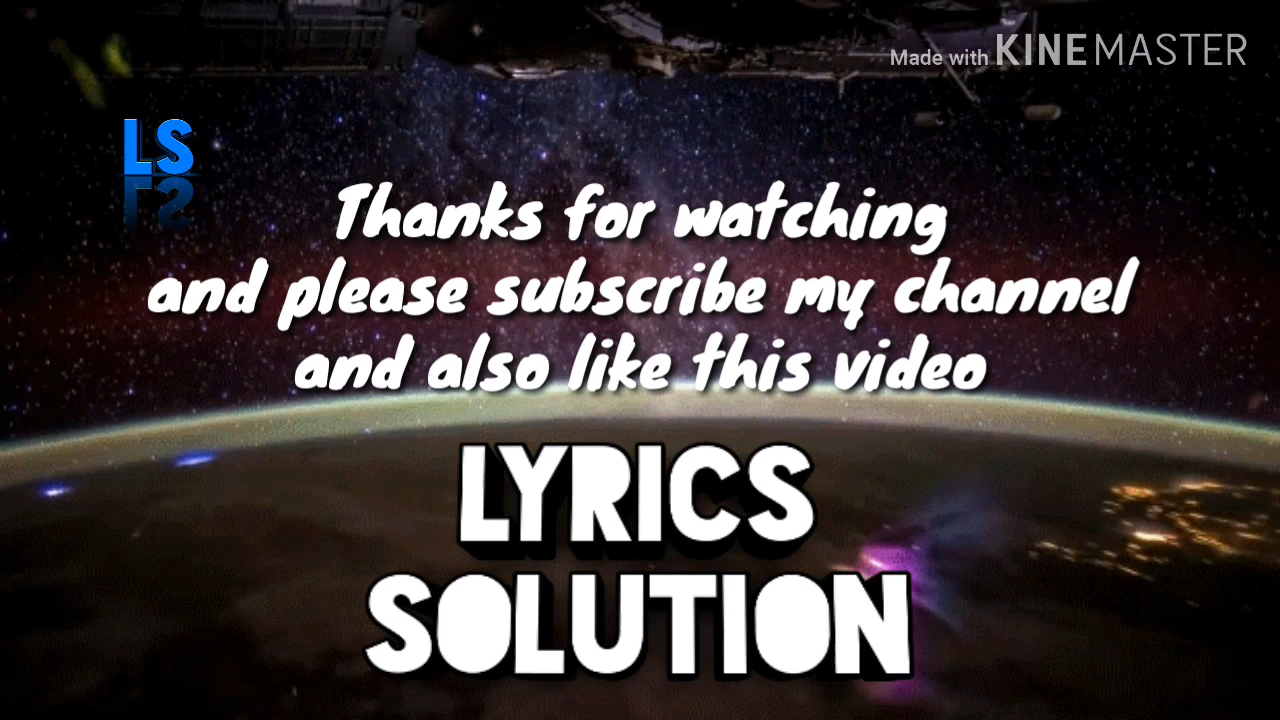 Made with KINEMASTER
LS
Thanks for watching
and please subscribe my channel
and also like this video
LYRICS
SOLUTION